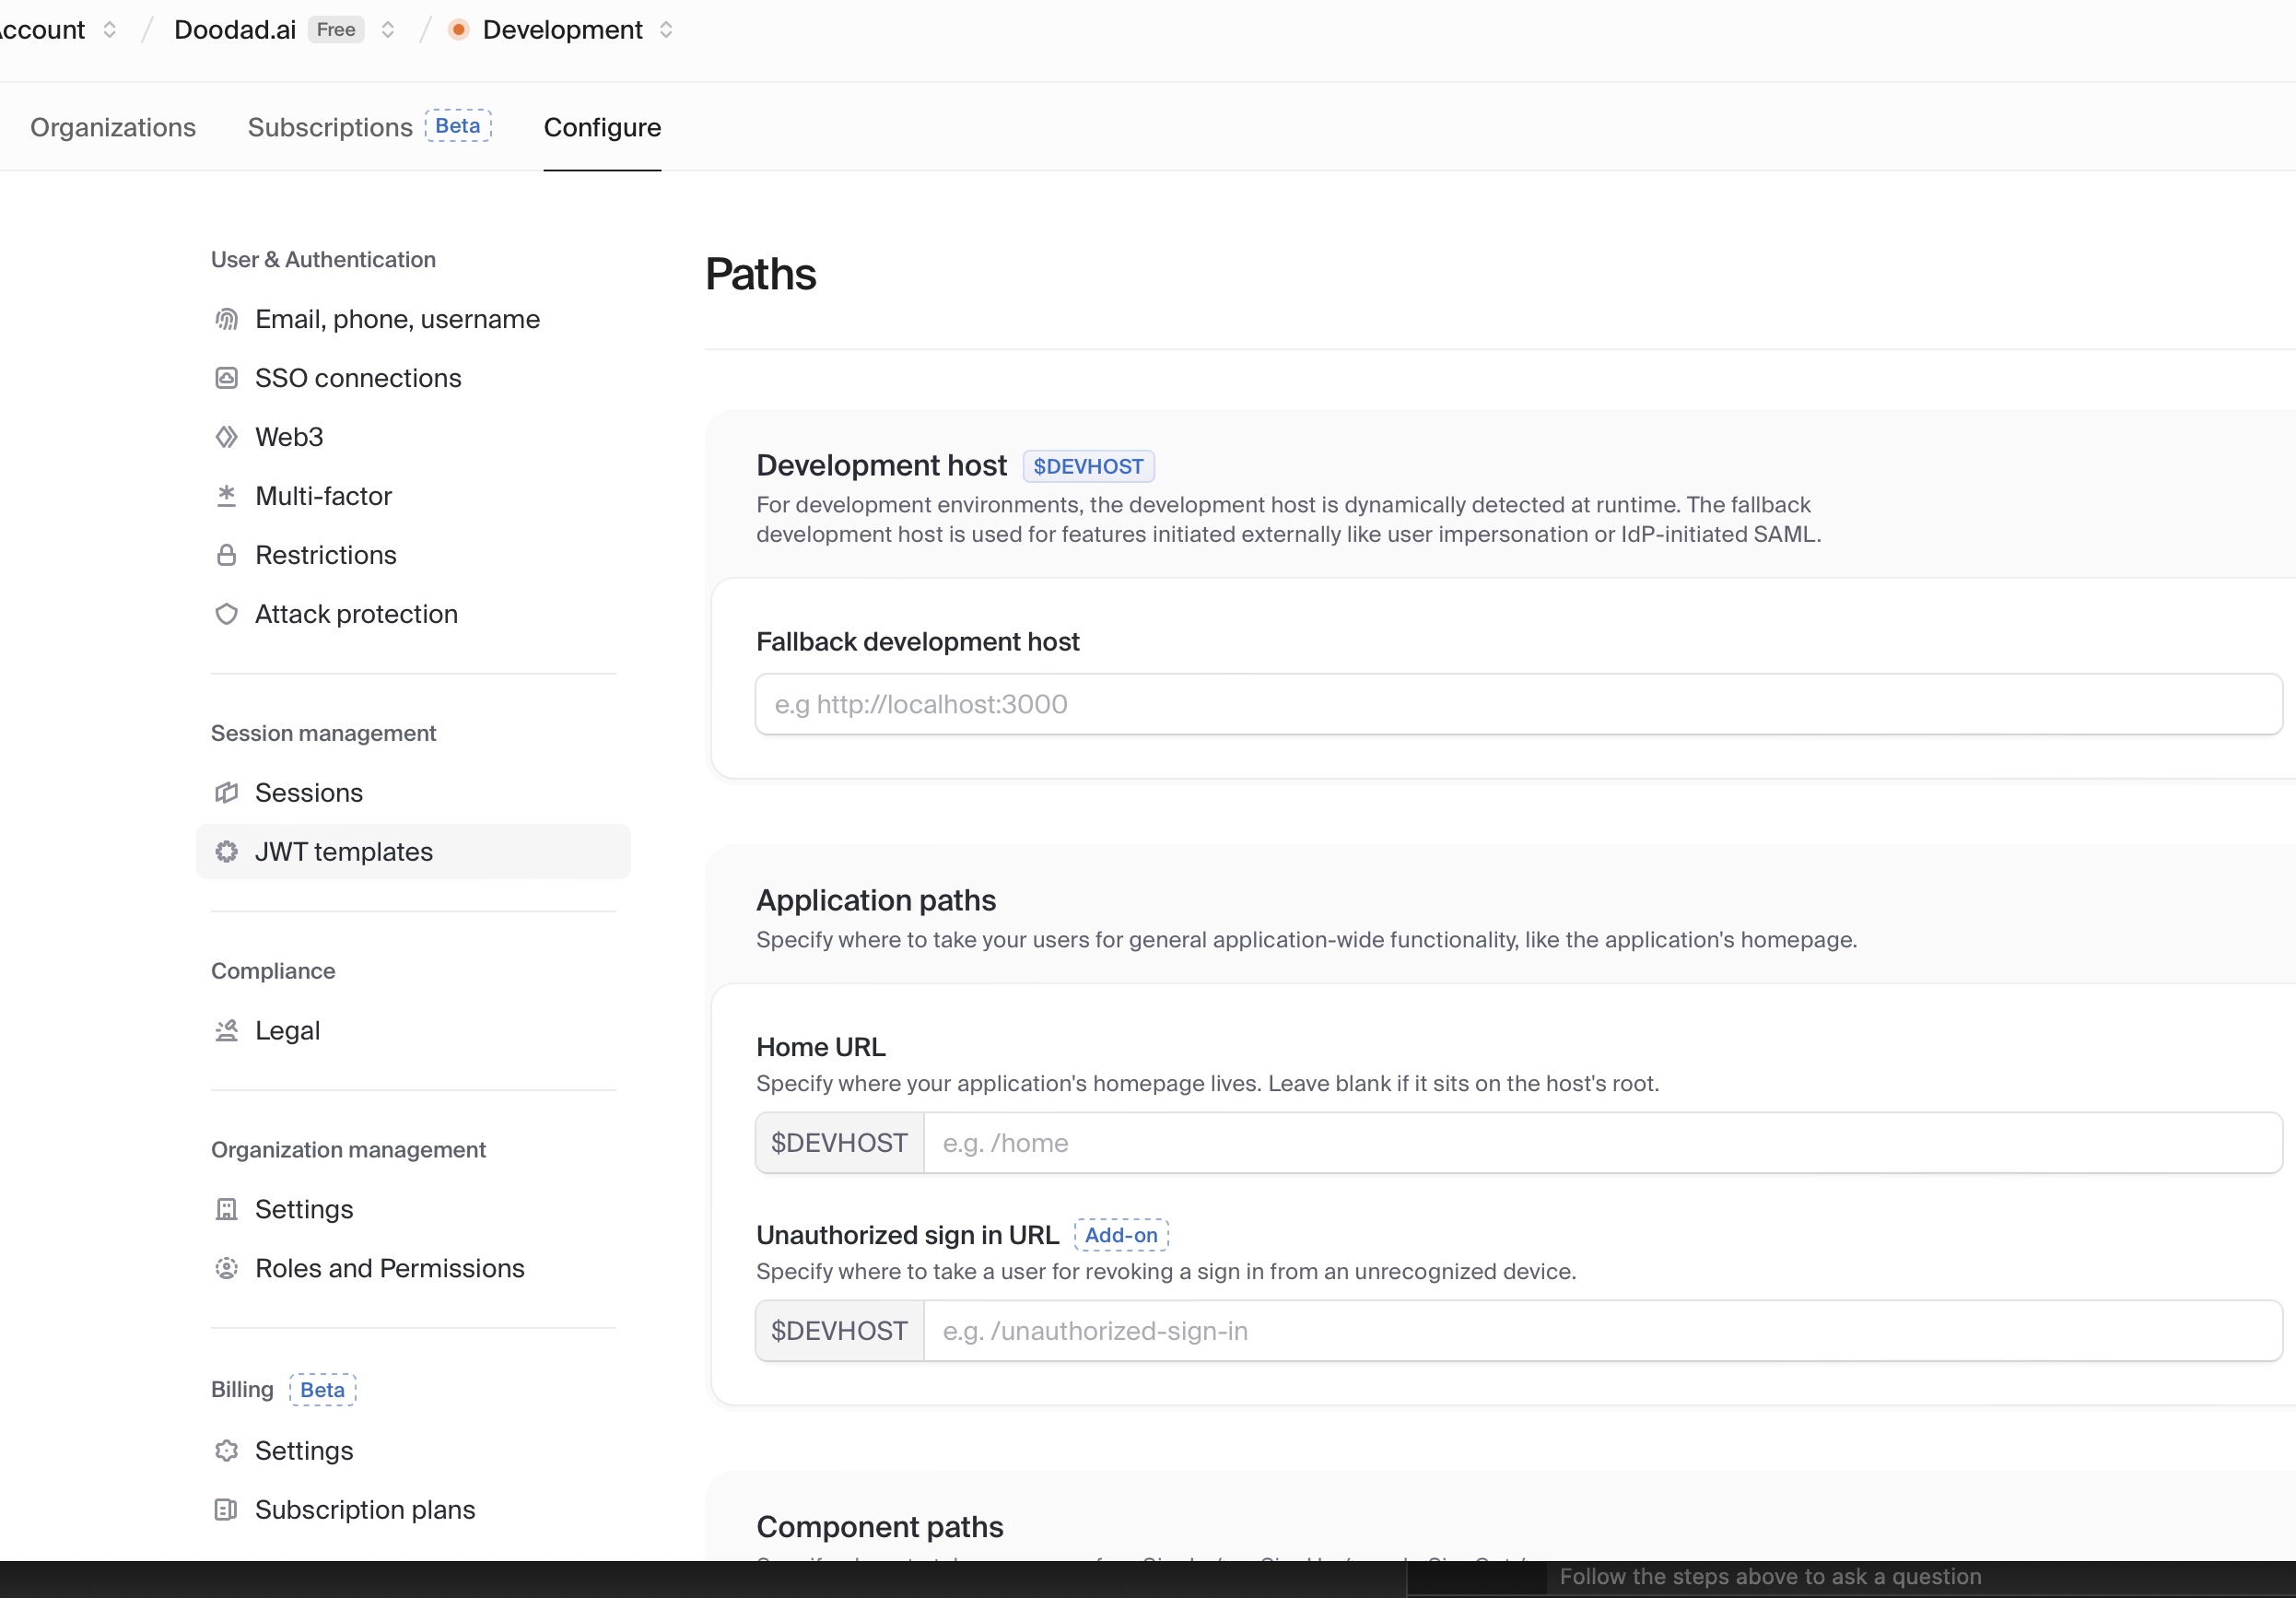 Account / Doodad.ai Free / Development
Organizations Subscriptions Beta Configure
User & Authentication
Email, phone, username
SSO connections
Web3
Multi-factor
Restrictions
Attack protection
Session management
Sessions
JWT templates
Compliance
Legal
Organization management
Settings
Roles and Permissions
Billing Beta
Settings
Subscription plans
Paths
Development host $DEVHOST
For development environments, the development host is dynamically detected at runtime. The fallback
development host is used for features initiated externally like user impersonation or IdP-initiated SAML.
Fallback development host
e.g http://localhost:3000
Application paths
Specify where to take your users for general application-wide functionality, like the application's homepage.
Home URL
Specify where your application's homepage lives. Leave blank if it sits on the host's root.
$DEVHOST e.g. /home
Unauthorized sign in URL Add-on
Specify where to take a user for revoking a sign in from an unrecognized device.
$DEVHOST e.g. /unauthorized-sign-in
Component paths
Follow the steps above to ask a question